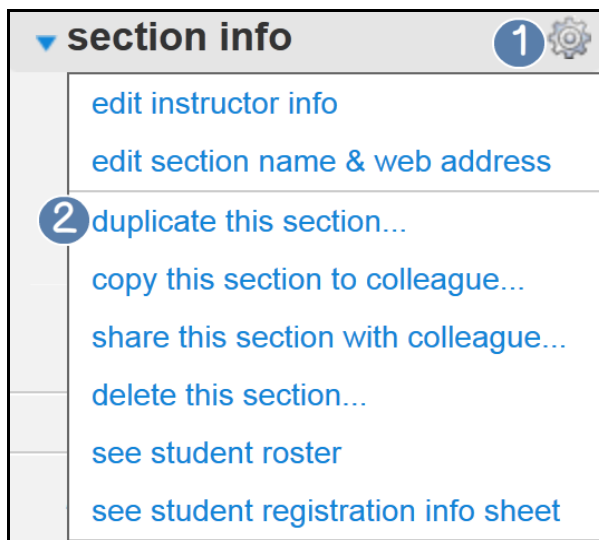 section info 1
edit instructor info
edit section name & web address
2 duplicate this section...
copy this section to colleague...
share this section with colleague...
delete this section...
see student roster
see student registration info sheet